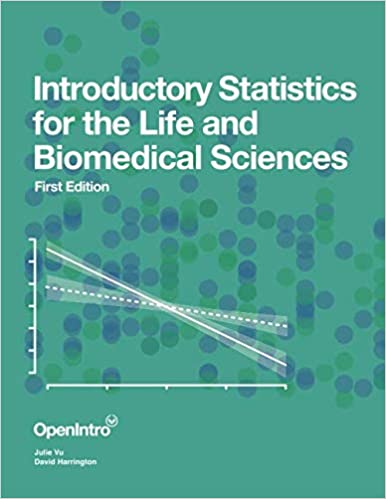 Introductory Statistics
for the Life and
Biomedical Sciences
First Edition
OpenIntro
Julie Vu
David Harrington